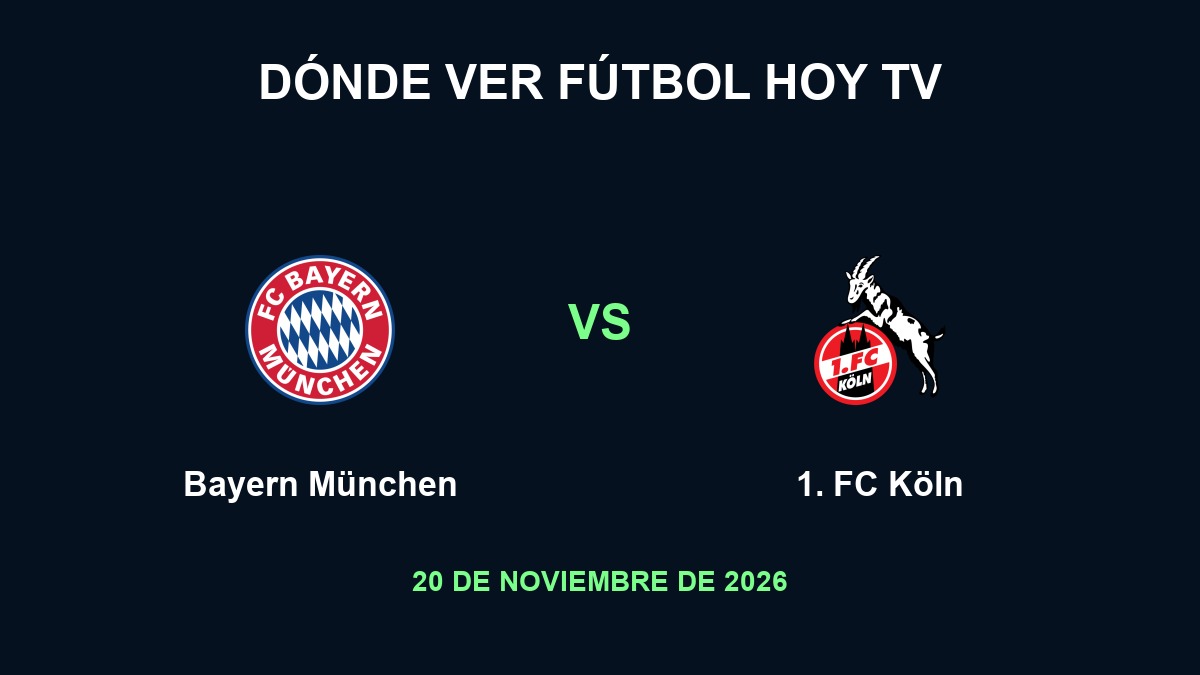 DÓNDE VER FÚTBOL HOY TV
FC BAYERN
MÜNCHEN
VS
1.FC
KÖLN
Bayern München
1. FC Köln
20 DE NOVIEMBRE DE 2026